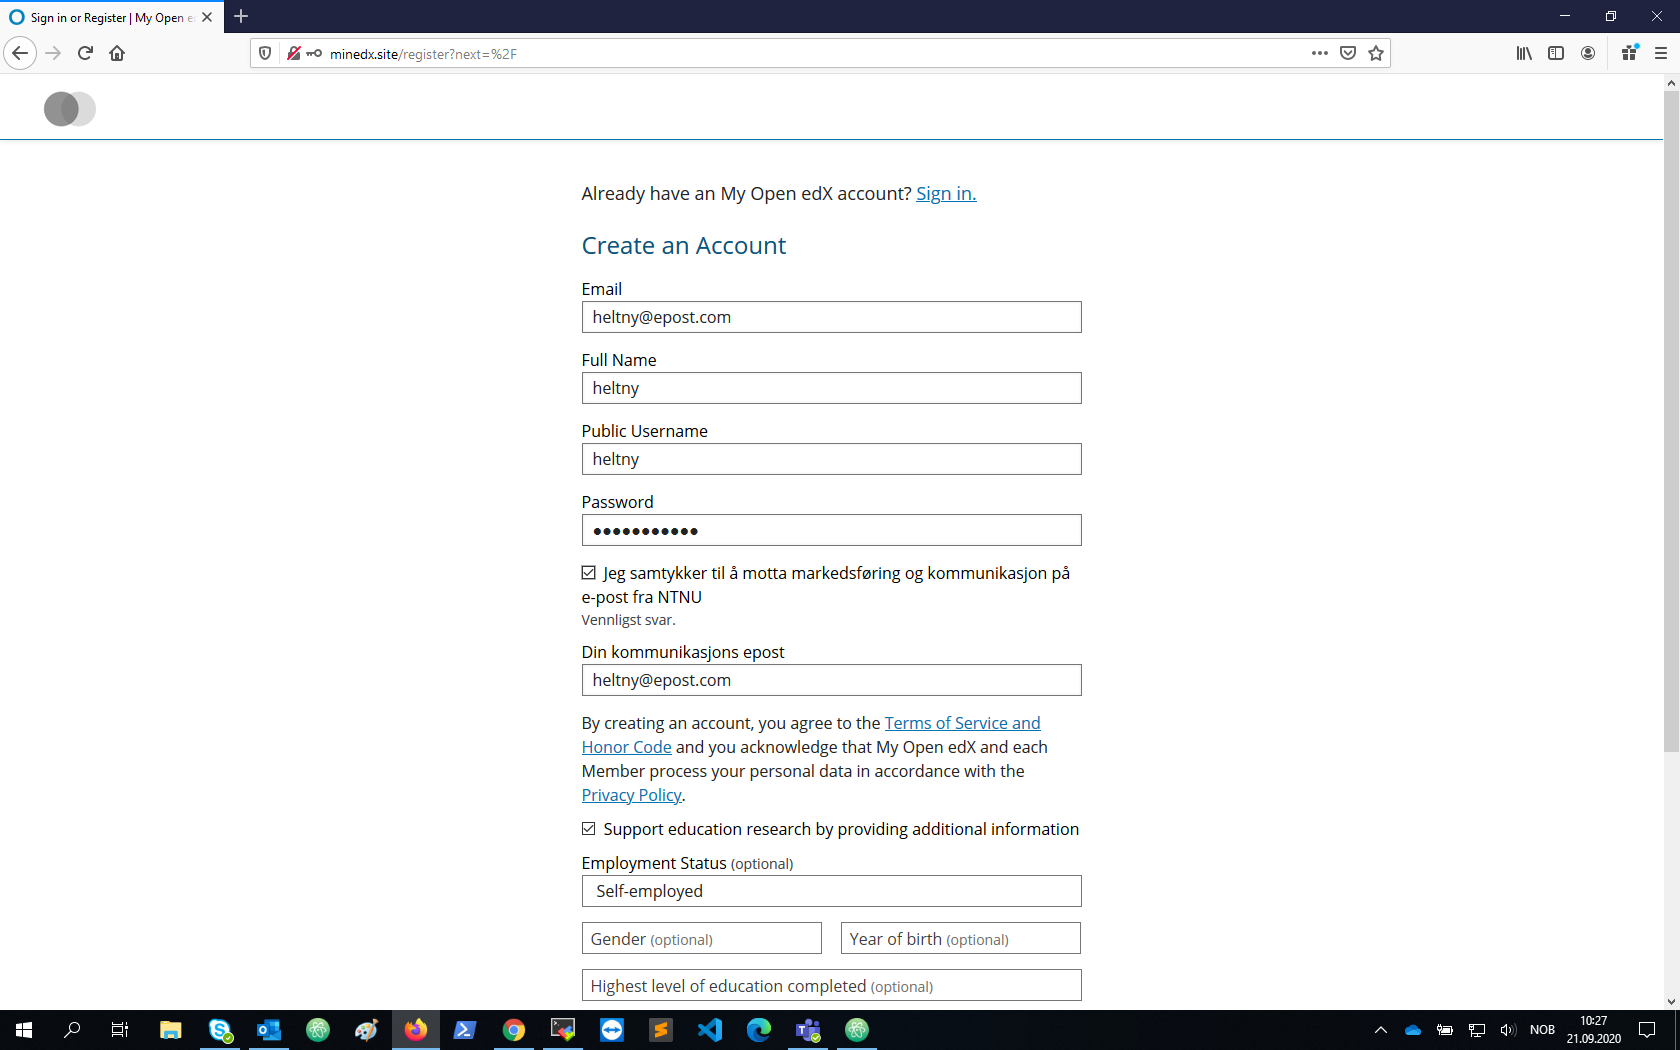 Sign in or Register | My Open e
minedx.site/register?next=%2F
Already have an My Open edX account? Sign in.
Create an Account
Email
heltny@epost.com
Full Name
heltny
Public Username
heltny
Password
Jeg samtykker til å motta markedsføring og kommunikasjon på
e-post fra NTNU
Vennligst svar.
Din kommunikasjons epost
heltny@epost.com
By creating an account, you agree to the Terms of Service and
Honor Code and you acknowledge that My Open edX and each
Member process your personal data in accordance with the
Privacy Policy.
Support education research by providing additional information
Employment Status (optional)
Self-employed
Gender (optional) Year of birth (optional)
Highest level of education completed (optional)
NOB
10:27
21.09.2020